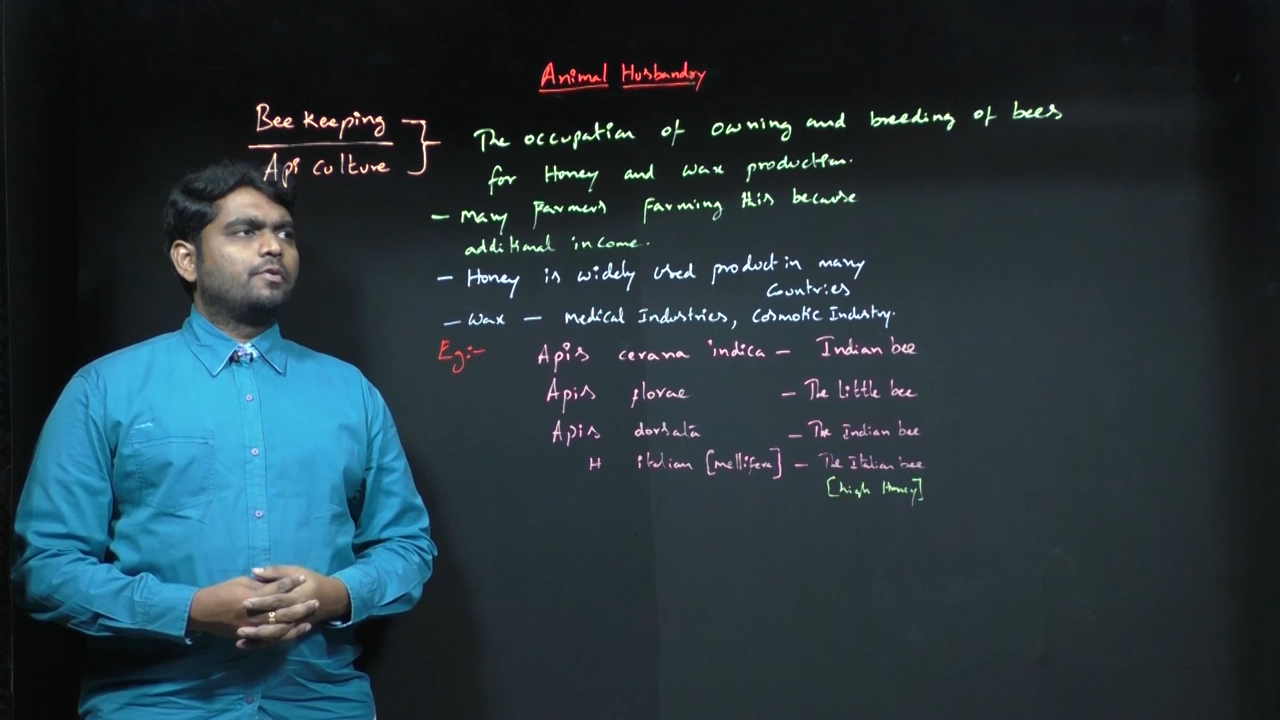 Animal Husbandry
Bee keeping
Api culture
The occupation of owning and breeding of bees
for Honey and wax production.
- Many Farmers Farming this because
additional income.
- Honey is widely used product in many
Countries
- Wax - Medical Industries, Cosmotic Industry.
Eg:- Apis cerana indica - Indian bee
Apis florae - The little bee
Apis dorsata - The Indian bee
H italian [mellifera] - The Italian bee
[high Honey]